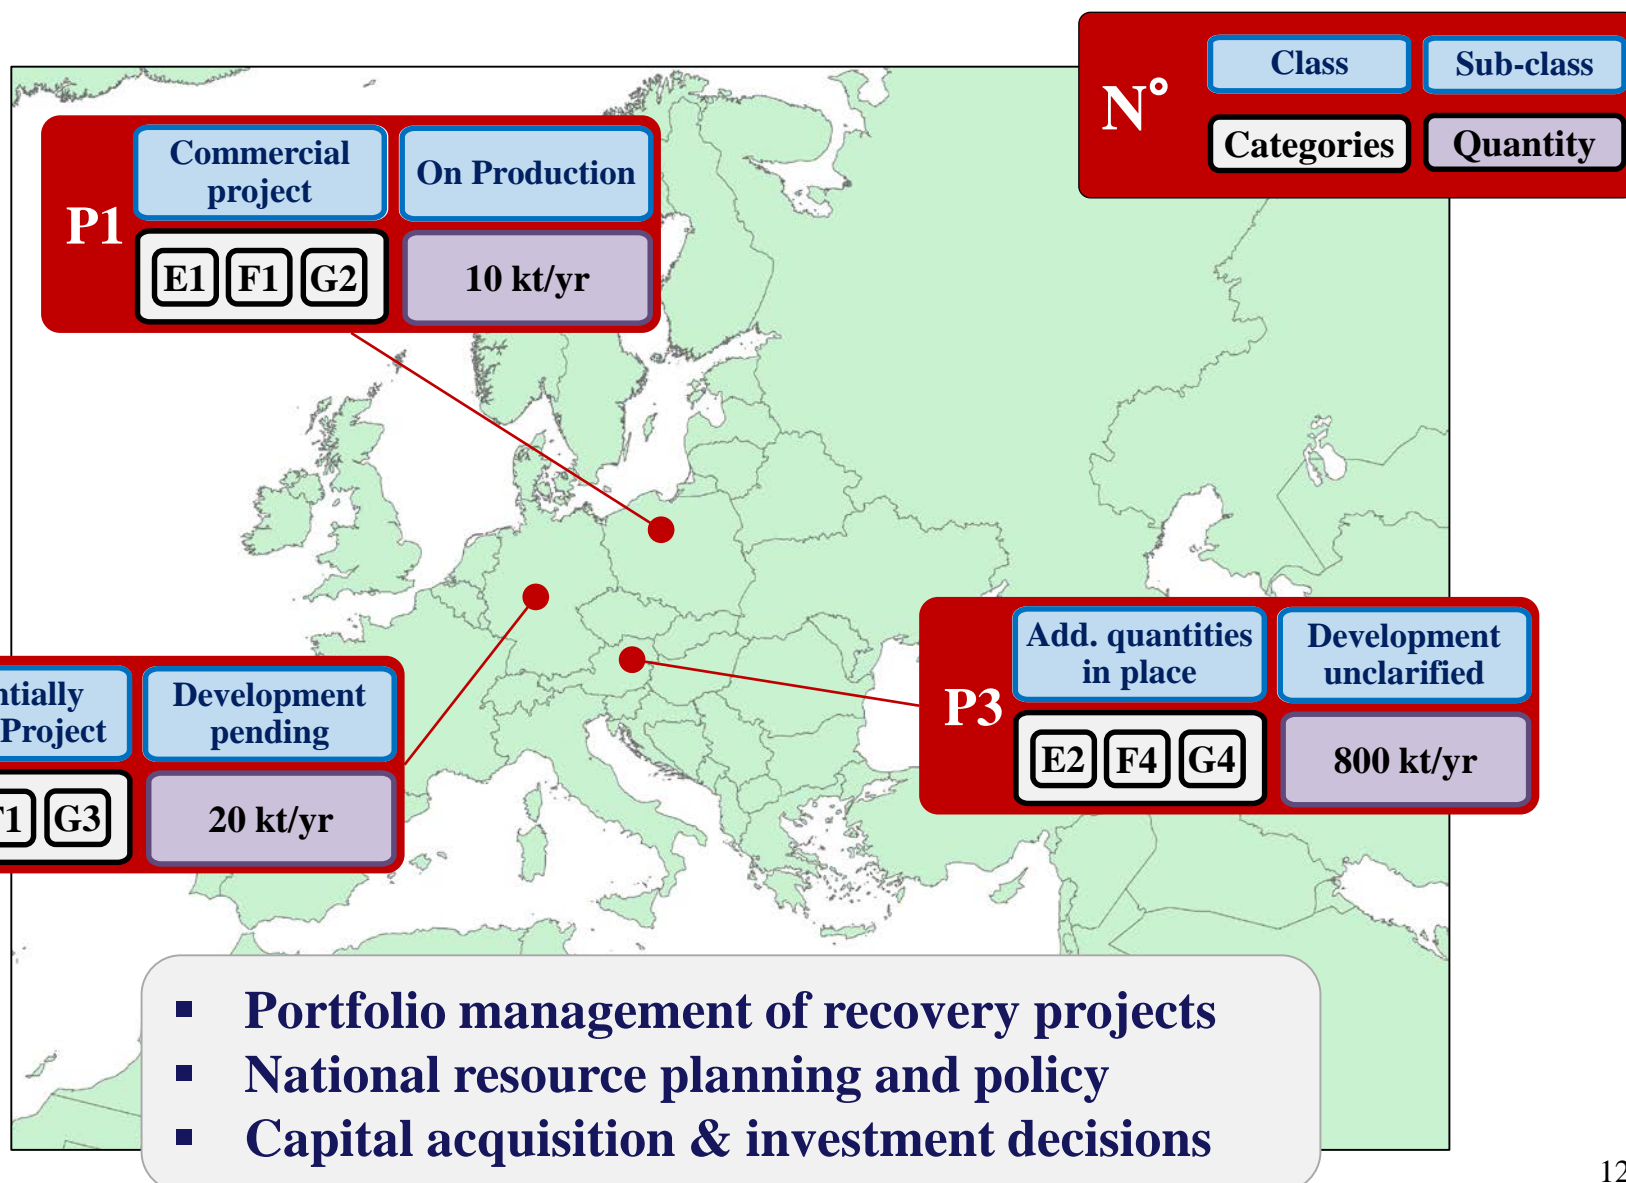 N°
Class
Sub-class
Categories
Quantity
P1
Commercial
project
On Production
E1 F1 G2
10 kt/yr
ntially
Project
Development
pending
1 G3
20 kt/yr
P3
Add. quantities
in place
Development
unclarified
E2 F4 G4
800 kt/yr
▪ Portfolio management of recovery projects
▪ National resource planning and policy
▪ Capital acquisition & investment decisions
12